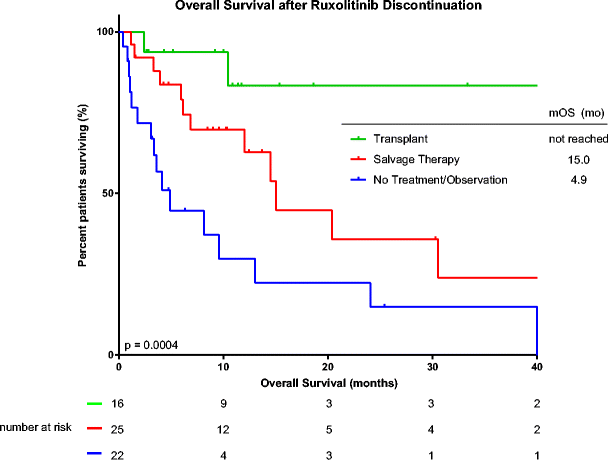 Overall Survival after Ruxolitinib Discontinuation
100
50
0
Percent patients surviving (%)
mOS (mo)
Transplant not reached
Salvage Therapy 15.0
No Treatment/Observation 4.9
p = 0.0004
0 10 20 30 40
Overall Survival (months)
number at risk
16 9 3 3 2
25 12 5 4 2
22 4 3 1 1